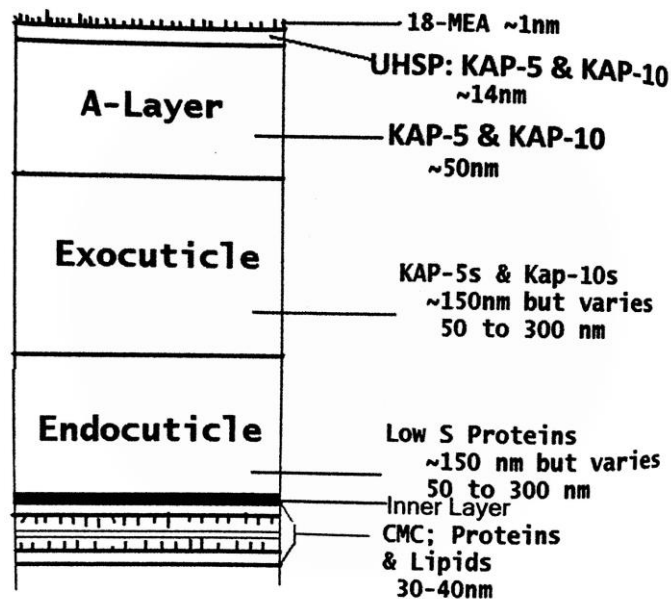 18-MEA ~1nm
UHSP: KAP-5 & KAP-10
~14nm
A-Layer
KAP-5 & KAP-10
~50nm
Exocuticle
KAP-5s & Kap-10s
~150nm but varies
50 to 300 nm
Endocuticle
Low S Proteins
~150 nm but varies
50 to 300 nm
Inner Layer
CMC; Proteins
& Lipids
30-40nm